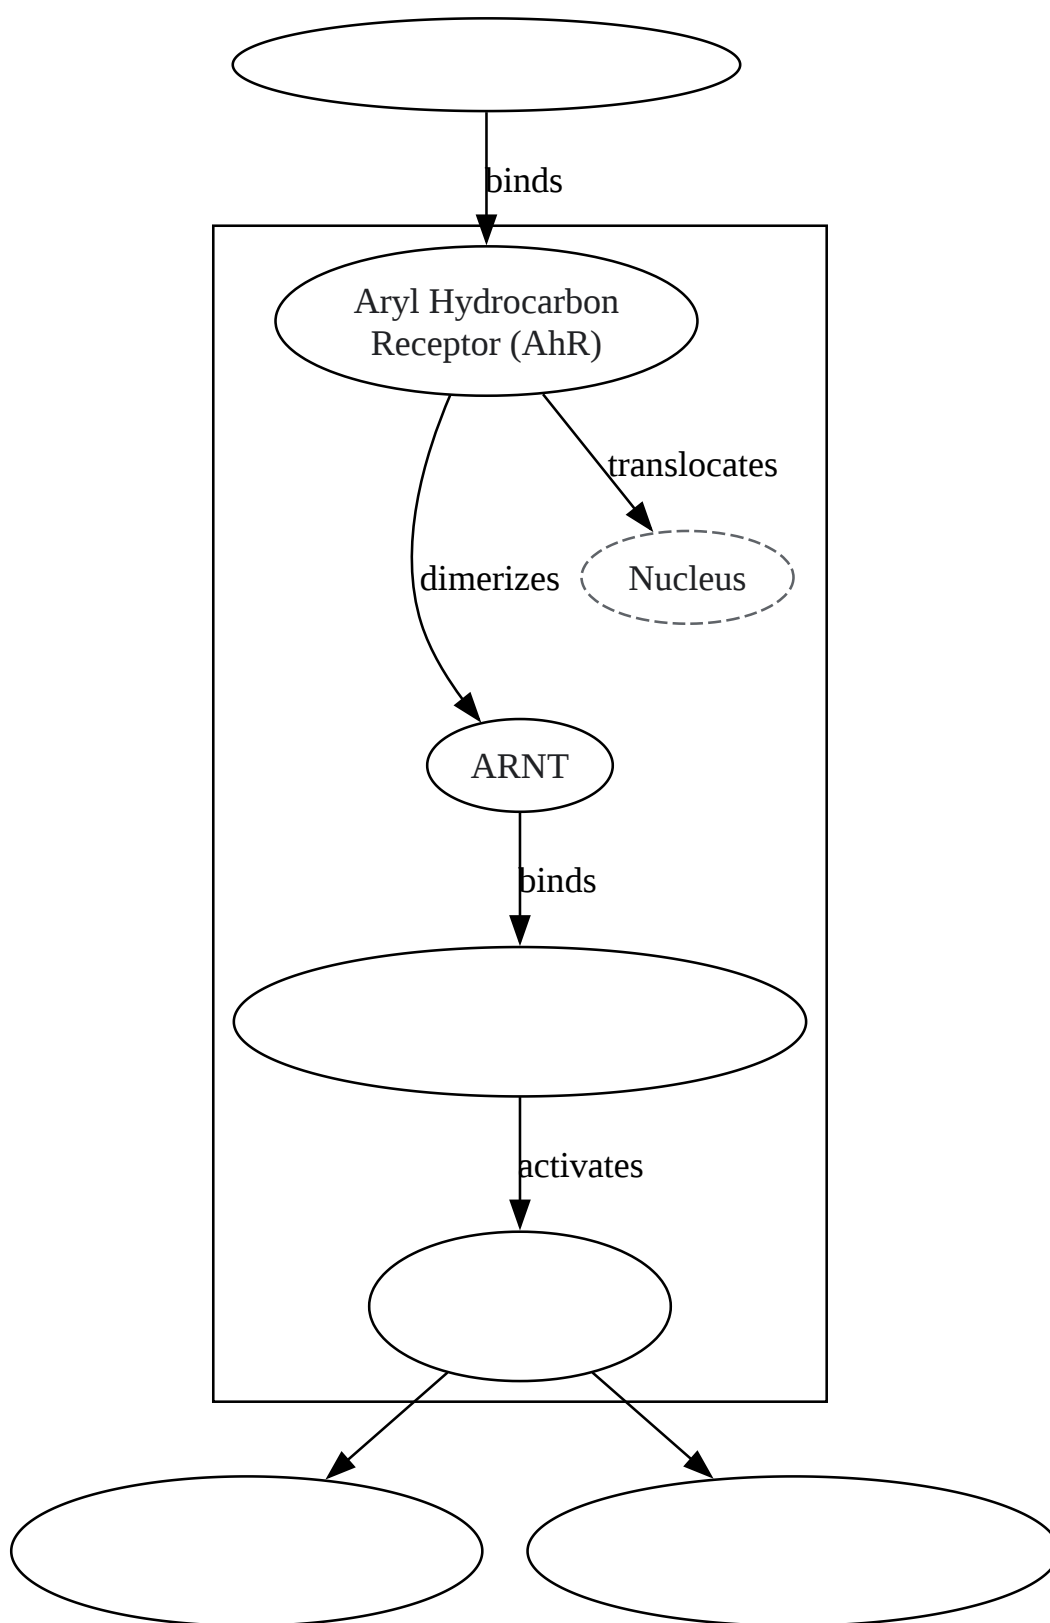 binds
Aryl Hydrocarbon
Receptor (AhR)
translocates
dimerizes
Nucleus
ARNT
binds
activates